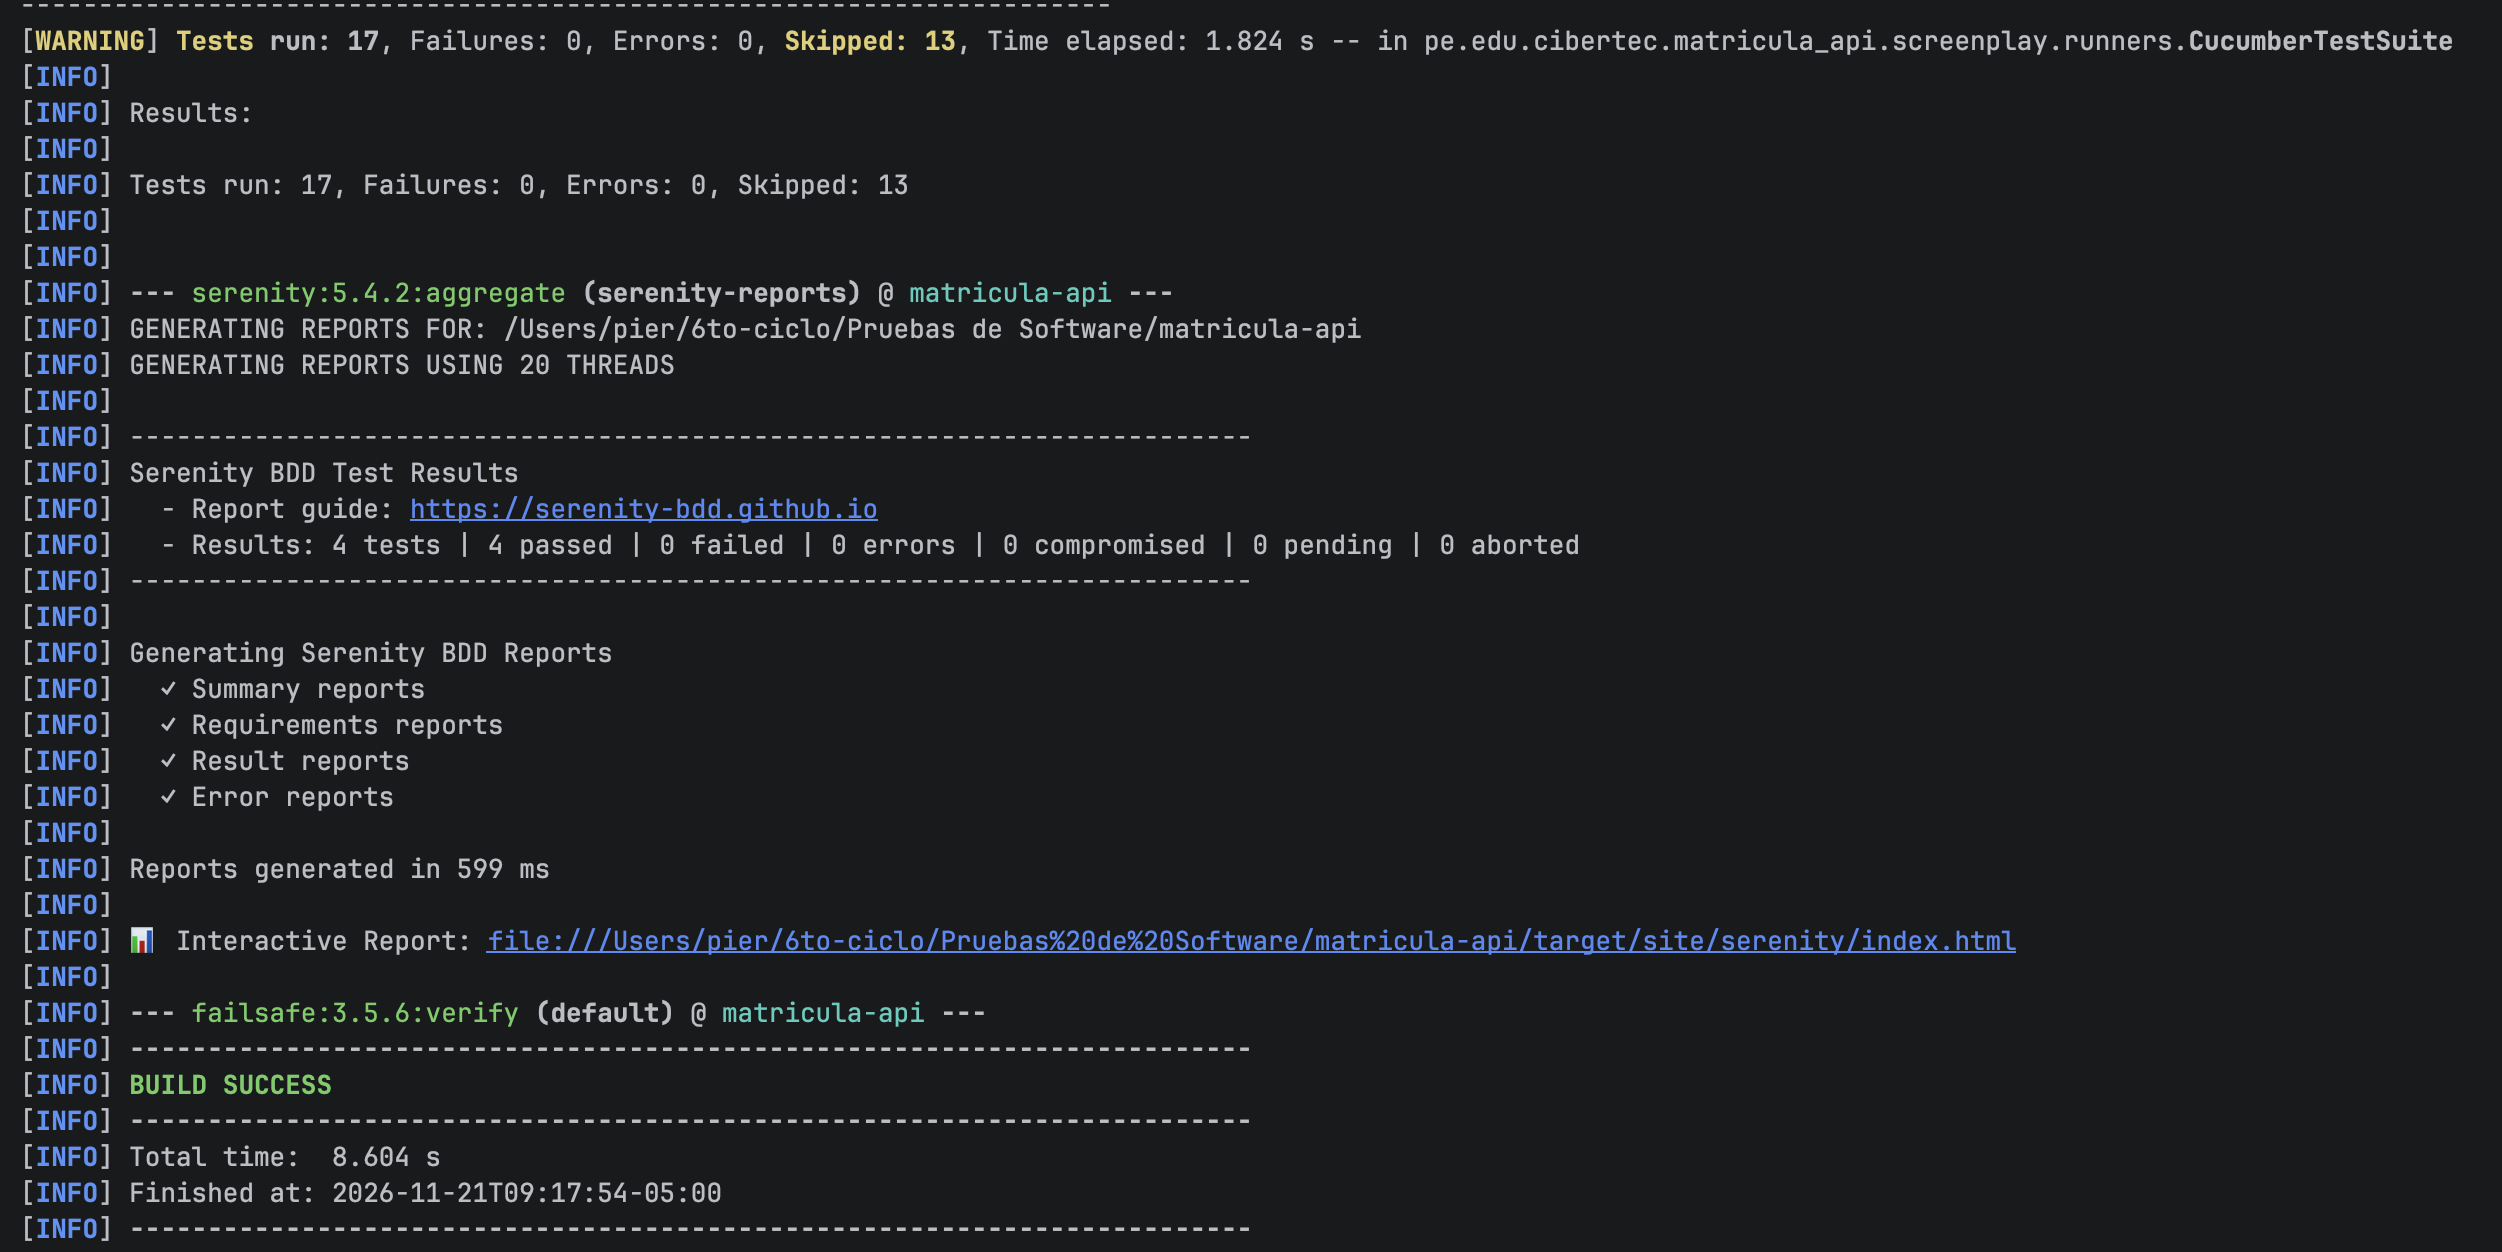 ----------------------------------------------------------------------
[WARNING] Tests run: 17, Failures: 0, Errors: 0, Skipped: 13, Time elapsed: 1.824 s -- in pe.edu.cibertec.matricula_api.screenplay.runners.CucumberTestSuite
[INFO]
[INFO] Results:
[INFO]
[INFO] Tests run: 17, Failures: 0, Errors: 0, Skipped: 13
[INFO]
[INFO]
[INFO] --- serenity:5.4.2:aggregate (serenity-reports) @ matricula-api ---
[INFO] GENERATING REPORTS FOR: /Users/pier/6to-ciclo/Pruebas de Software/matricula-api
[INFO] GENERATING REPORTS USING 20 THREADS
[INFO]
[INFO] ------------------------------------------------------------------------
[INFO] Serenity BDD Test Results
[INFO]   - Report guide: https://serenity-bdd.github.io
[INFO]   - Results: 4 tests | 4 passed | 0 failed | 0 errors | 0 compromised | 0 pending | 0 aborted
[INFO] ------------------------------------------------------------------------
[INFO]
[INFO] Generating Serenity BDD Reports
[INFO]   ✓ Summary reports
[INFO]   ✓ Requirements reports
[INFO]   ✓ Result reports
[INFO]   ✓ Error reports
[INFO]
[INFO] Reports generated in 599 ms
[INFO]
[INFO] 📊 Interactive Report: file:///Users/pier/6to-ciclo/Pruebas%20de%20Software/matricula-api/target/site/serenity/index.html
[INFO]
[INFO] --- failsafe:3.5.6:verify (default) @ matricula-api ---
[INFO] ------------------------------------------------------------------------
[INFO] BUILD SUCCESS
[INFO] ------------------------------------------------------------------------
[INFO] Total time:  8.604 s
[INFO] Finished at: 2026-11-21T09:17:54-05:00
[INFO] ------------------------------------------------------------------------